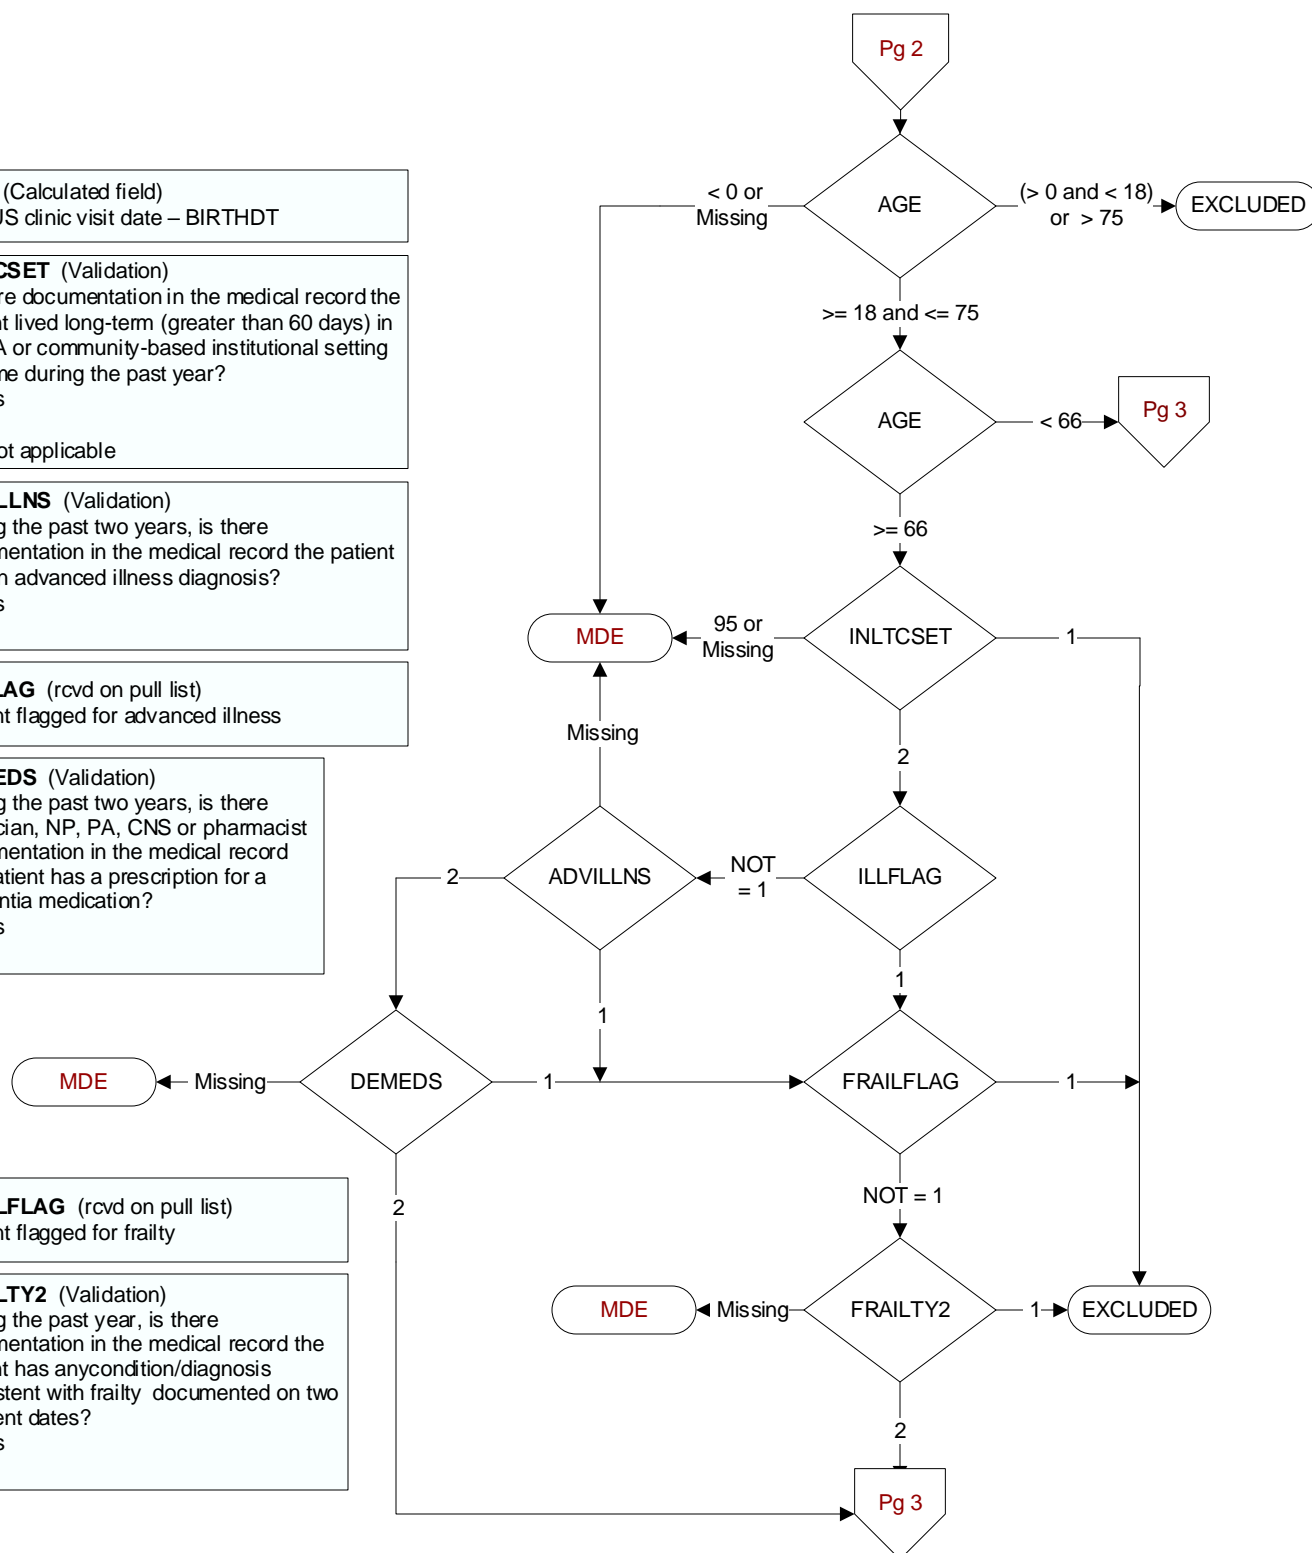 Pg 2
AGE
< 0 or
Missing
(> 0 and < 18)
or > 75
EXCLUDED
>= 18 and <= 75
AGE
< 66
Pg 3
>= 66
INLTCSET
95 or
Missing
MDE
1
2
ILLFLAG
NOT
= 1
ADVILLNS
Missing
2
1
1
DEMEDS
Missing
MDE
1
FRAILFLAG
1
2
NOT = 1
FRAILTY2
Missing
MDE
1
EXCLUDED
2
Pg 3
(Calculated field)
US clinic visit date – BIRTHDT
CSET (Validation)
re documentation in the medical record the
nt lived long-term (greater than 60 days) in
A or community-based institutional setting
me during the past year?
s
ot applicable
LLNS (Validation)
g the past two years, is there
mentation in the medical record the patient
n advanced illness diagnosis?
s
LAG (rcvd on pull list)
nt flagged for advanced illness
EDS (Validation)
g the past two years, is there
cian, NP, PA, CNS or pharmacist
mentation in the medical record
atient has a prescription for a
ntia medication?
s
LFLAG (rcvd on pull list)
nt flagged for frailty
LTY2 (Validation)
g the past year, is there
mentation in the medical record the
nt has anycondition/diagnosis
stent with frailty documented on two
ent dates?
s